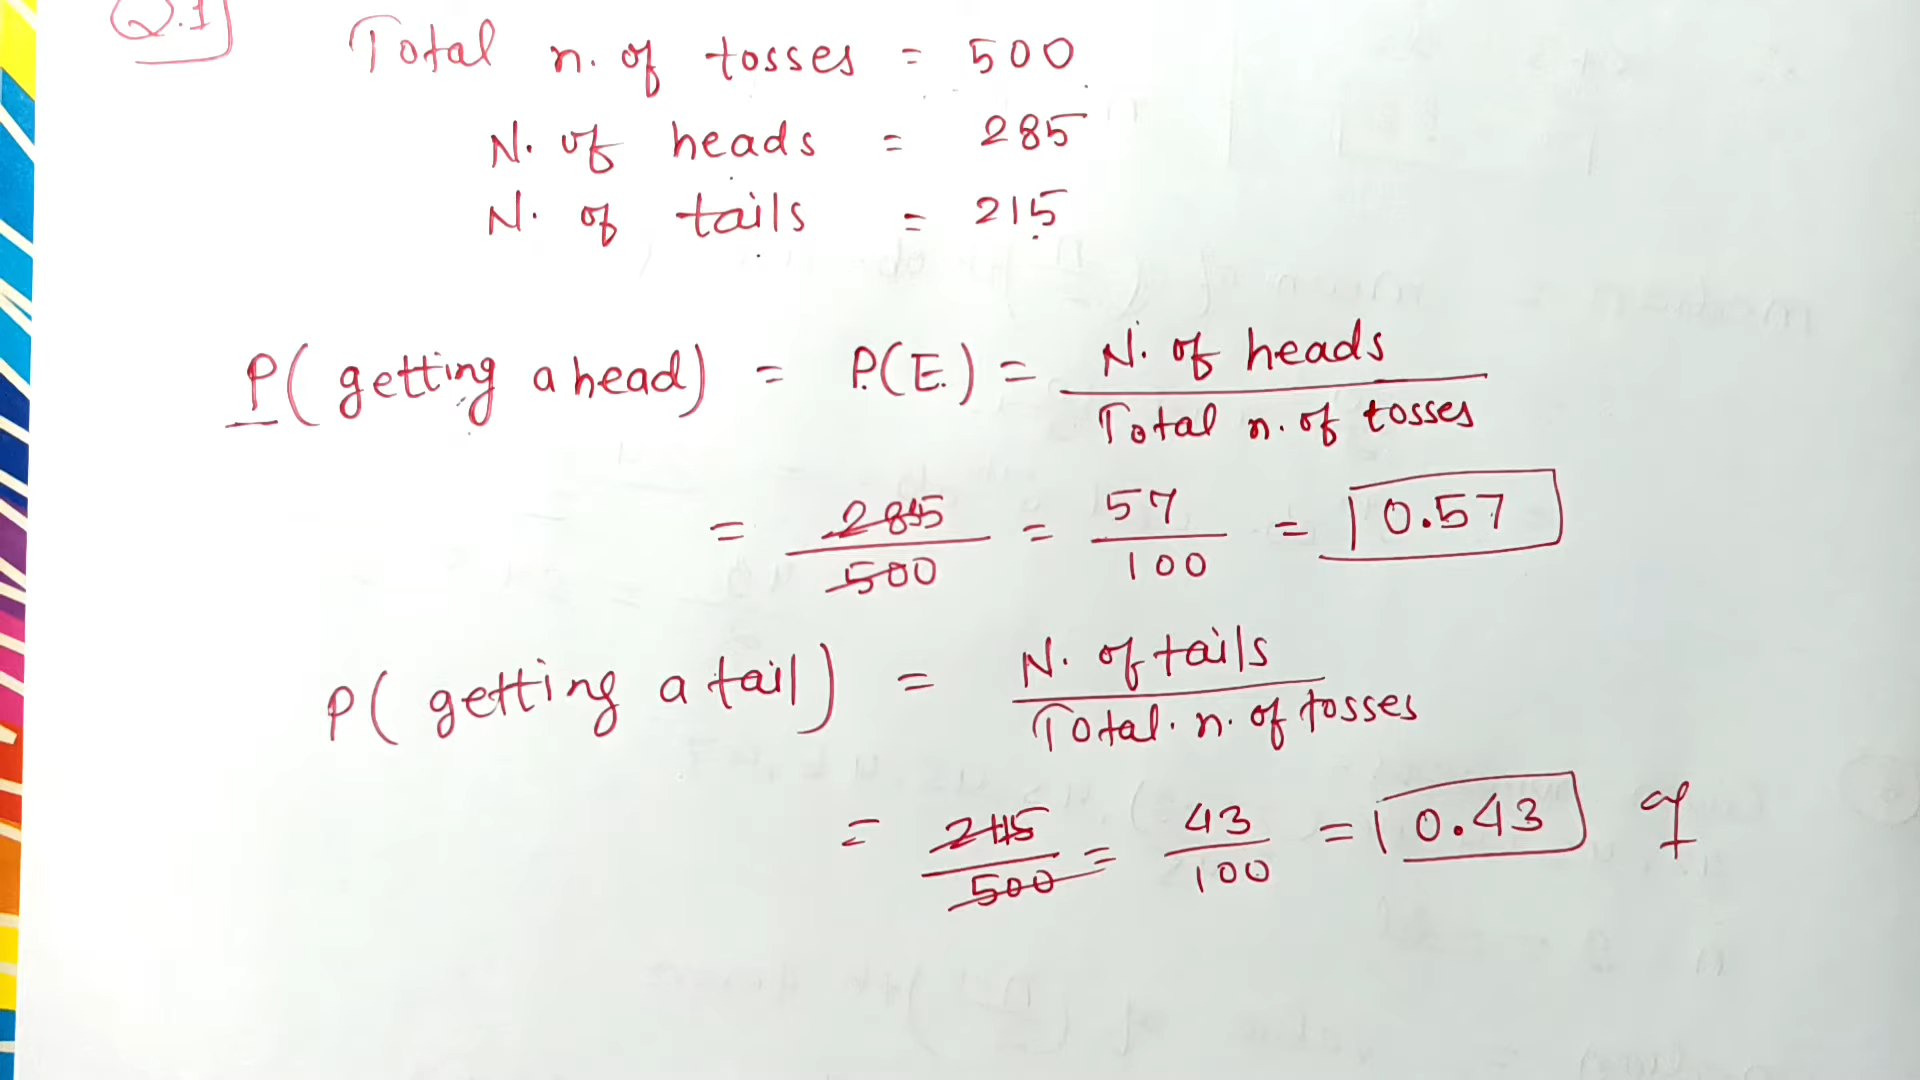 Q.1
Total n. of tosses = 500
N. of heads = 285
N. of tails = 215
P( getting a head) = P(E) = N. of heads / Total n. of tosses
= 285/500 = 57/100 = 0.57
P( getting a tail) = N. of tails / Total n. of tosses
= 215/500 = 43/100 = 0.43